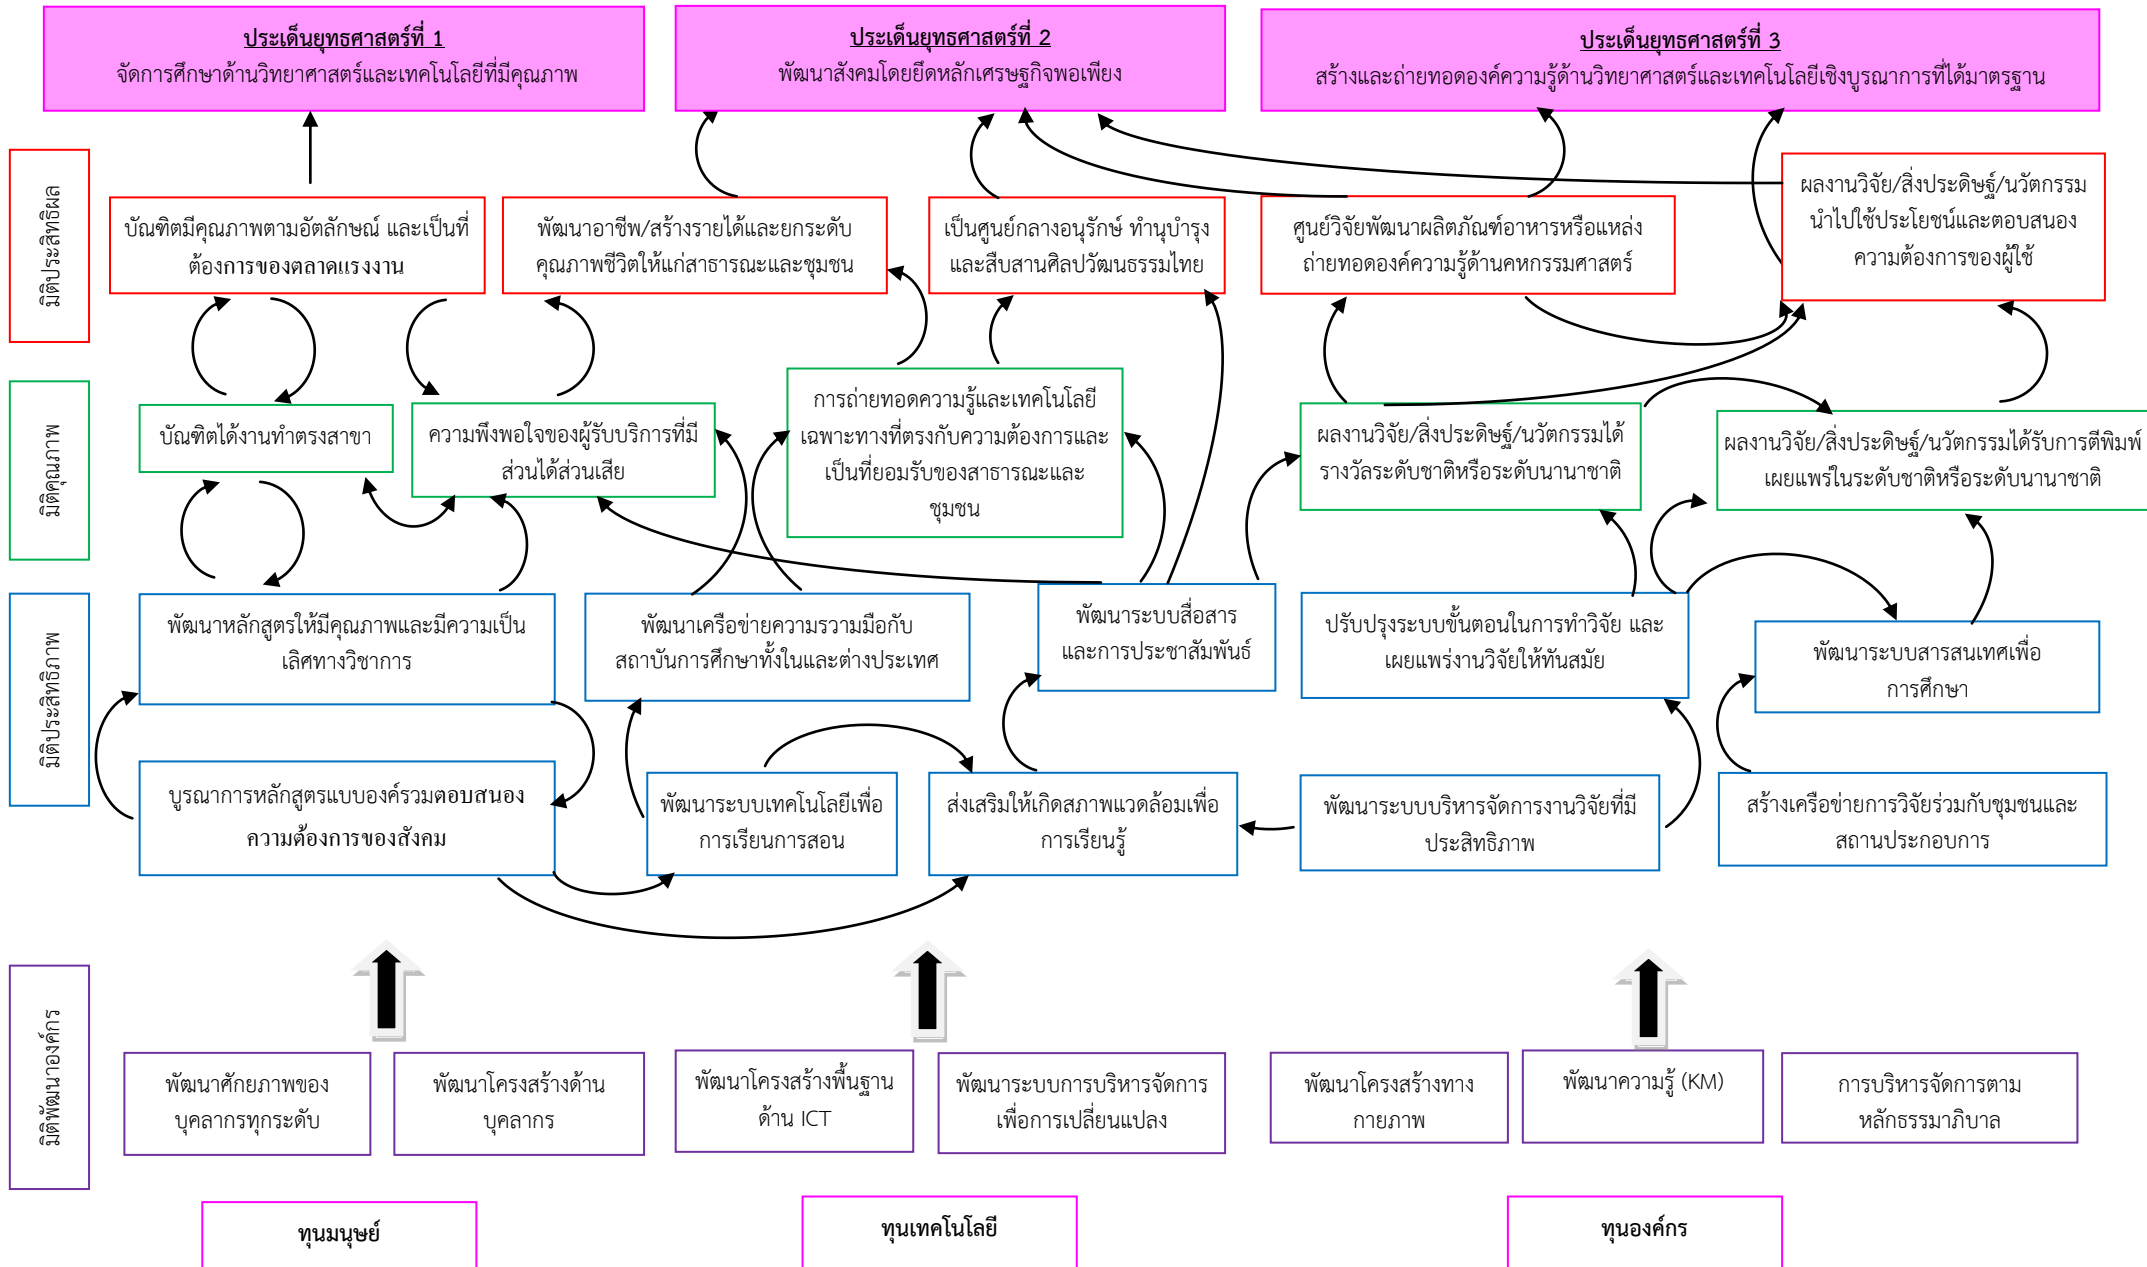 ประเด็นยุทธศาสตร์ที่ 1
จัดการศึกษาด้านวิทยาศาสตร์และเทคโนโลยีที่มีคุณภาพ
ประเด็นยุทธศาสตร์ที่ 2
พัฒนาสังคมโดยยึดหลักเศรษฐกิจพอเพียง
ประเด็นยุทธศาสตร์ที่ 3
สร้างและถ่ายทอดองค์ความรู้ด้านวิทยาศาสตร์และเทคโนโลยีเชิงบูรณาการที่ได้มาตรฐาน
มิติประสิทธิผล
บัณฑิตมีคุณภาพตามอัตลักษณ์ และเป็นที่
ต้องการของตลาดแรงงาน
พัฒนาอาชีพ/สร้างรายได้และยกระดับ
คุณภาพชีวิตให้แก่สาธารณะและชุมชน
เป็นศูนย์กลางอนุรักษ์ ทำนุบำรุง
และสืบสานศิลปวัฒนธรรมไทย
ศูนย์วิจัยพัฒนาผลิตภัณฑ์อาหารหรือแหล่ง
ถ่ายทอดองค์ความรู้ด้านคหกรรมศาสตร์
ผลงานวิจัย/สิ่งประดิษฐ์/นวัตกรรม
นำไปใช้ประโยชน์และตอบสนอง
ความต้องการของผู้ใช้
มิติคุณภาพ
บัณฑิตได้งานทำตรงสาขา
ความพึงพอใจของผู้รับบริการที่มี
ส่วนได้ส่วนเสีย
การถ่ายทอดความรู้และเทคโนโลยี
เฉพาะทางที่ตรงกับความต้องการและ
เป็นที่ยอมรับของสาธารณะและ
ชุมชน
ผลงานวิจัย/สิ่งประดิษฐ์/นวัตกรรมได้
รางวัลระดับชาติหรือระดับนานาชาติ
ผลงานวิจัย/สิ่งประดิษฐ์/นวัตกรรมได้รับการตีพิมพ์
เผยแพร่ในระดับชาติหรือระดับนานาชาติ
มิติประสิทธิภาพ
พัฒนาหลักสูตรให้มีคุณภาพและมีความเป็น
เลิศทางวิชาการ
พัฒนาเครือข่ายความรวามมือกับ
สถาบันการศึกษาทั้งในและต่างประเทศ
พัฒนาระบบสื่อสาร
และการประชาสัมพันธ์
ปรับปรุงระบบขั้นตอนในการทำวิจัย และ
เผยแพร่งานวิจัยให้ทันสมัย
พัฒนาระบบสารสนเทศเพื่อ
การศึกษา
บูรณาการหลักสูตรแบบองค์รวมตอบสนอง
ความต้องการของสังคม
พัฒนาระบบเทคโนโลยีเพื่อ
การเรียนการสอน
ส่งเสริมให้เกิดสภาพแวดล้อมเพื่อ
การเรียนรู้
พัฒนาระบบบริหารจัดการงานวิจัยที่มี
ประสิทธิภาพ
สร้างเครือข่ายการวิจัยร่วมกับชุมชนและ
สถานประกอบการ
มิติพัฒนาองค์กร
พัฒนาศักยภาพของ
บุคลากรทุกระดับ
พัฒนาโครงสร้างด้าน
บุคลากร
พัฒนาโครงสร้างพื้นฐาน
ด้าน ICT
พัฒนาระบบการบริหารจัดการ
เพื่อการเปลี่ยนแปลง
พัฒนาโครงสร้างทาง
กายภาพ
พัฒนาความรู้ (KM)
การบริหารจัดการตาม
หลักธรรมาภิบาล
ทุนมนุษย์
ทุนเทคโนโลยี
ทุนองค์กร